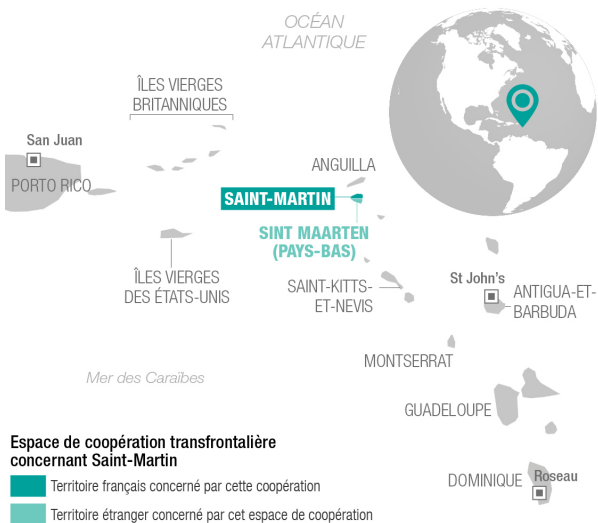 OCÉAN
ATLANTIQUE
ÎLES VIERGES
BRITANNIQUES
San Juan
PORTO RICO
ANGUILLA
SAINT-MARTIN
SINT MAARTEN
(PAYS-BAS)
ÎLES VIERGES
DES ÉTATS-UNIS
SAINT-KITTS-
ET-NEVIS
St John's
ANTIGUA-ET-
BARBUDA
MONTSERRAT
Mer des Caraïbes
GUADELOUPE
DOMINIQUE
Roseau
Espace de coopération transfrontalière
concernant Saint-Martin
Territoire français concerné par cette coopération
Territoire étranger concerné par cet espace de coopération